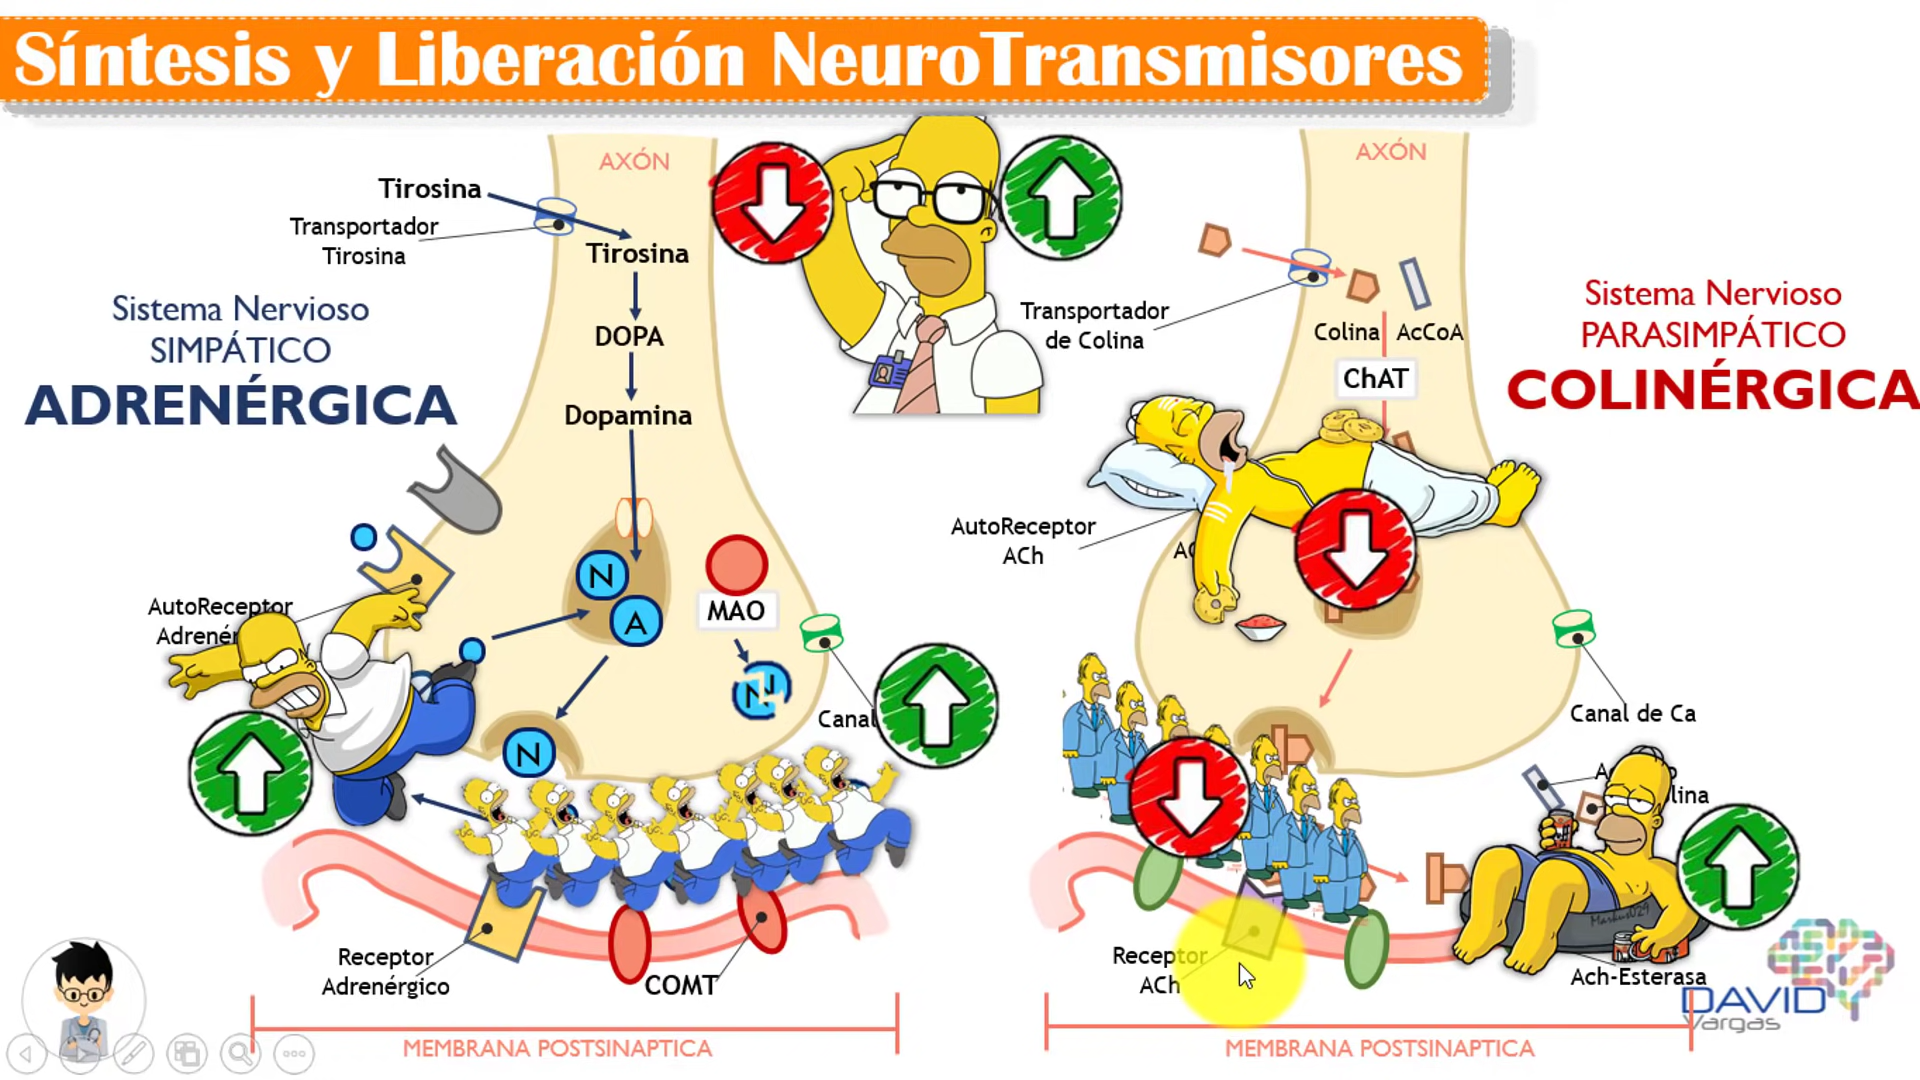 Síntesis y Liberación NeuroTransmisores
AXÓN
Tirosina
Transportador
Tirosina
Tirosina
DOPA
Dopamina
Sistema Nervioso
SIMPÁTICO
ADRENÉRGICA
AutoReceptor
N
A
MAO
N
Canal
N
Receptor
Adrenérgico
COMT
MEMBRANA POSTSINAPTICA
AXÓN
Transportador
de Colina
Colina
AcCoA
ChAT
Sistema Nervioso
PARASIMPÁTICO
COLINÉRGICA
AutoReceptor
ACh
Canal de Ca
Receptor
ACh
Ach-Esterasa
MEMBRANA POSTSINAPTICA
DAVID
Vargas